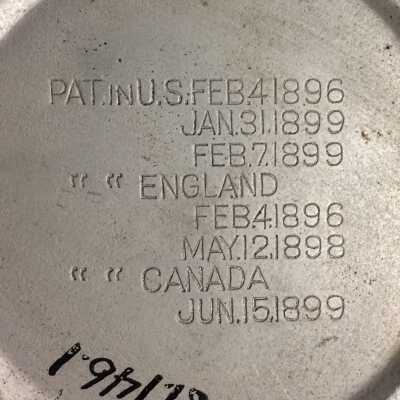 PAT.IN U.S.FEB.4.1896
JAN.31.1899
FEB.7.1899
“ “ ENGLAND
FEB.4.1896
MAY.12.1898
“ “ CANADA
JUN.15.1899